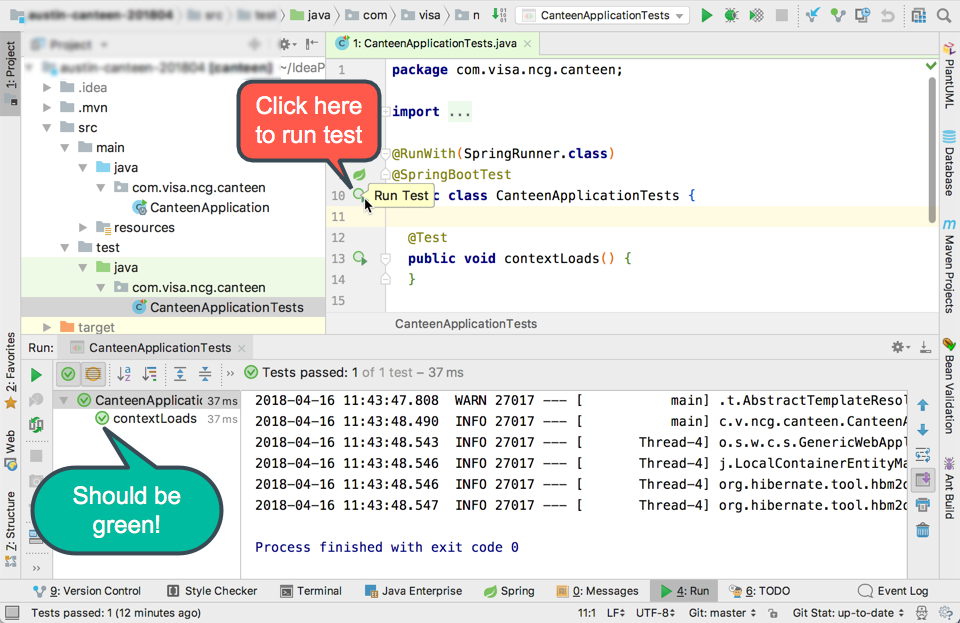 austin-canteen-201804
src
test
java
com
visa
n
CanteenApplicationTests
Project
1: CanteenApplicationTests.java
austin-canteen-201804 [canteen] ~/IdeaP
.idea
.mvn
src
main
java
com.visa.ncg.canteen
CanteenApplication
resources
test
java
com.visa.ncg.canteen
CanteenApplicationTests
target
1 package com.visa.ncg.canteen;
import ...
@RunWith(SpringRunner.class)
@SpringBootTest
10 c class CanteenApplicationTests {
11
12 @Test
13 public void contextLoads() {
14 }
15
Click here
to run test
Run Test
CanteenApplicationTests
1: Project
2: Favorites
Web
Z: Structure
PlantUML
Database
Maven Projects
Bean Validation
Ant Build
Run: CanteenApplicationTests
Tests passed: 1 of 1 test – 37 ms
CanteenApplicati 37 ms
contextLoads 37 ms
Should be
green!
2018-04-16 11:43:47.808 WARN 27017 --- [ main] .t.AbstractTemplateResol
2018-04-16 11:43:48.490 INFO 27017 --- [ main] c.v.ncg.canteen.CanteenA
2018-04-16 11:43:48.543 INFO 27017 --- [ Thread-4] o.s.w.c.s.GenericWebAppl
2018-04-16 11:43:48.546 INFO 27017 --- [ Thread-4] j.LocalContainerEntityMa
2018-04-16 11:43:48.546 INFO 27017 --- [ Thread-4] org.hibernate.tool.hbm2d
2018-04-16 11:43:48.547 INFO 27017 --- [ Thread-4] org.hibernate.tool.hbm2d
Process finished with exit code 0
9: Version Control
Style Checker
Terminal
Java Enterprise
Spring
0: Messages
4: Run
6: TODO
Event Log
Tests passed: 1 (12 minutes ago)
11:1 LF UTF-8 Git: master Git Stat: up-to-date